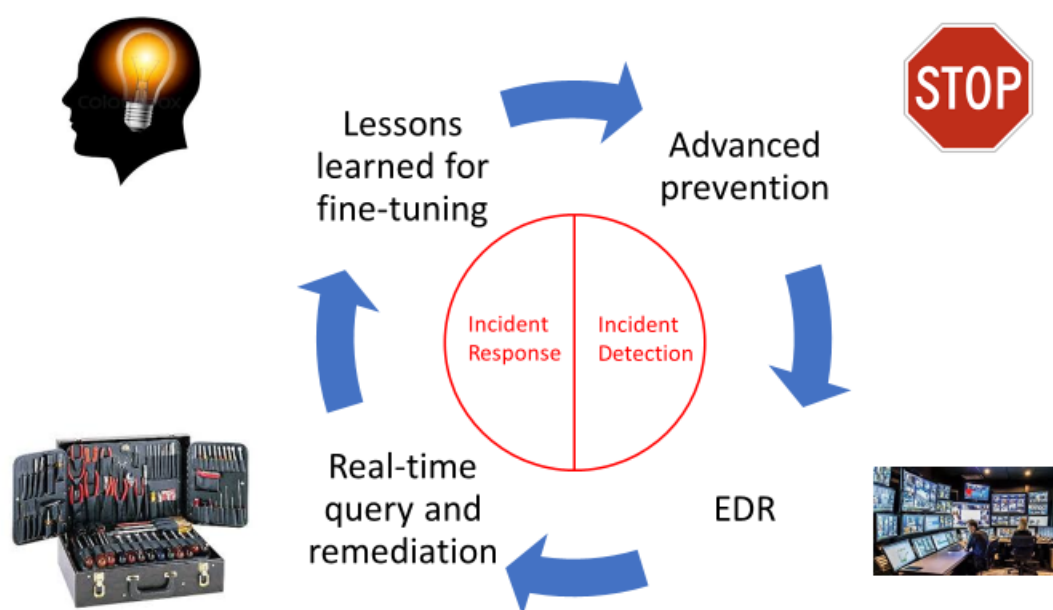 Lessons
learned for
fine-tuning
STOP
Advanced
prevention
Incident
Response
Incident
Detection
Real-time
query and
remediation
EDR